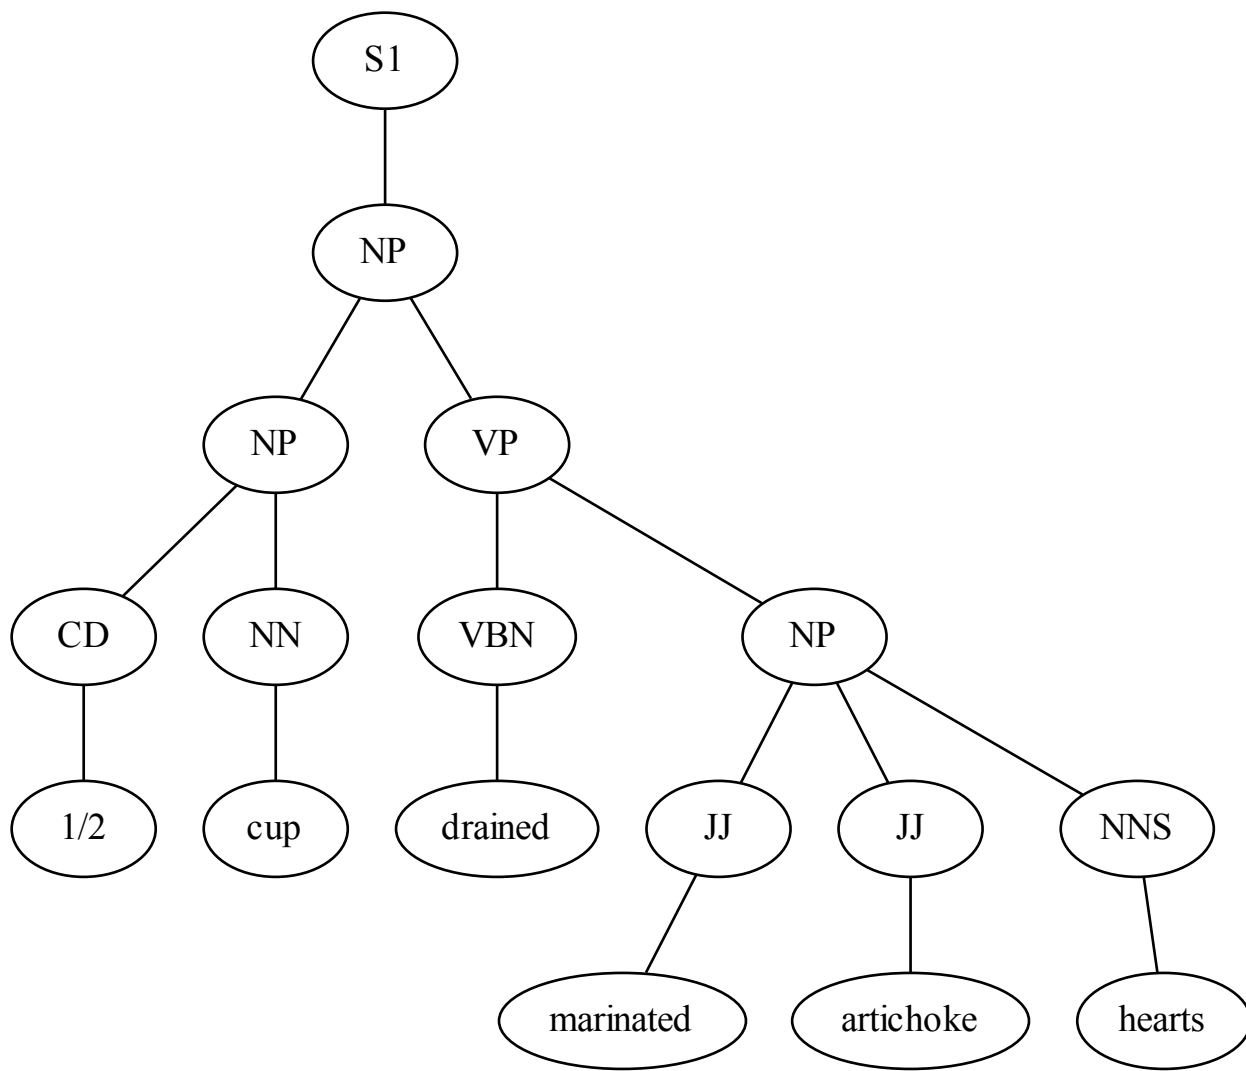 S1
NP
NP VP
CD NN VBN NP
1/2 cup drained JJ JJ NNS
marinated artichoke hearts